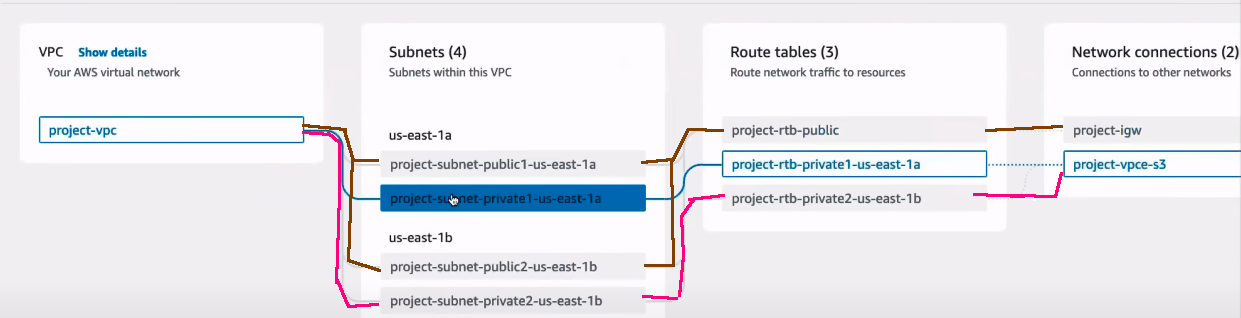 VPC Show details
Your AWS virtual network
project-vpc
Subnets (4)
Subnets within this VPC
us-east-1a
project-subnet-public1-us-east-1a
project-subnet-private1-us-east-1a
us-east-1b
project-subnet-public2-us-east-1b
project-subnet-private2-us-east-1b
Route tables (3)
Route network traffic to resources
project-rtb-public
project-rtb-private1-us-east-1a
project-rtb-private2-us-east-1b
Network connections (2)
Connections to other networks
project-igw
project-vpce-s3